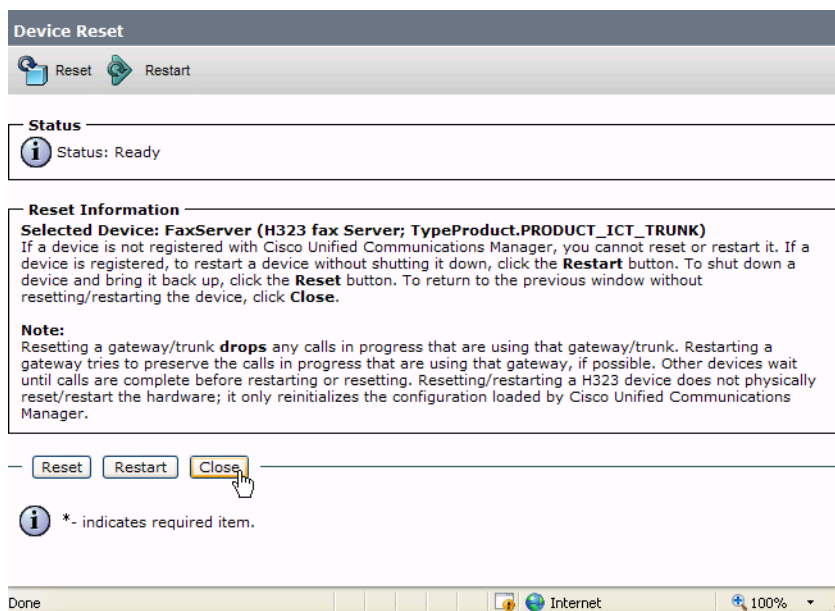 Device Reset
Reset Restart
Status
Status: Ready
Reset Information
Selected Device: FaxServer (H323 fax Server; TypeProduct.PRODUCT_ICT_TRUNK)
If a device is not registered with Cisco Unified Communications Manager, you cannot reset or restart it. If a
device is registered, to restart a device without shutting it down, click the Restart button. To shut down a
device and bring it back up, click the Reset button. To return to the previous window without
resetting/restarting the device, click Close.
Note:
Resetting a gateway/trunk drops any calls in progress that are using that gateway/trunk. Restarting a
gateway tries to preserve the calls in progress that are using that gateway, if possible. Other devices wait
until calls are complete before restarting or resetting. Resetting/restarting a H323 device does not physically
reset/restart the hardware; it only reinitializes the configuration loaded by Cisco Unified Communications
Manager.
Reset Restart Close
*- indicates required item.
Done Internet 100%